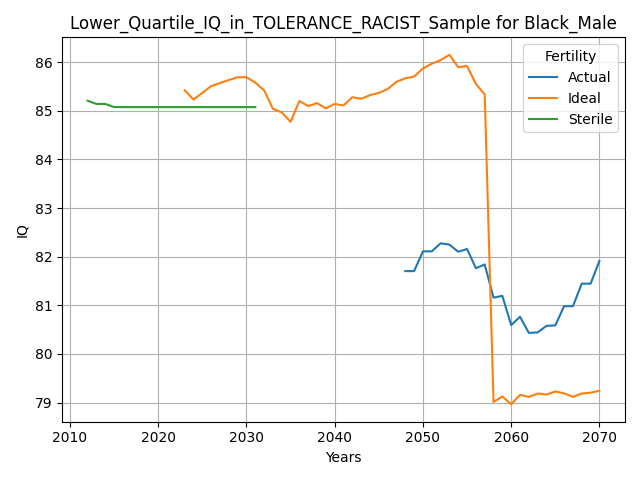 Lower_Quartile_IQ_in_TOLERANCE_RACIST_Sample for Black_Male
Fertility
Actual
Ideal
Sterile
IQ
86
85
84
83
82
81
80
79
2010
2020
2030
2040
2050
2060
2070
Years